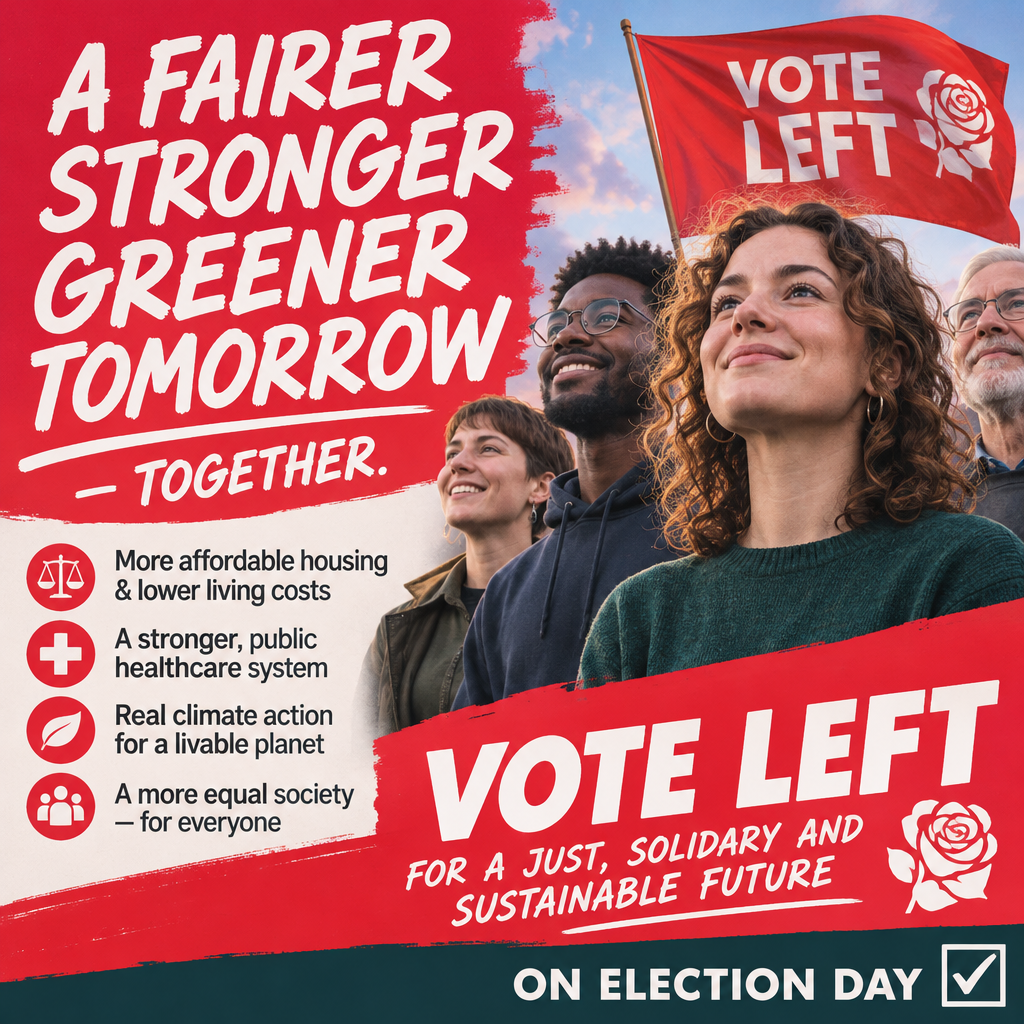 A FAIRER
STRONGER
GREENER
TOMORROW
— TOGETHER.
VOTE
LEFT
More affordable housing
& lower living costs
A stronger, public
healthcare system
Real climate action
for a livable planet
A more equal society
— for everyone
VOTE LEFT
FOR A JUST, SOLIDARY AND
SUSTAINABLE FUTURE
ON ELECTION DAY